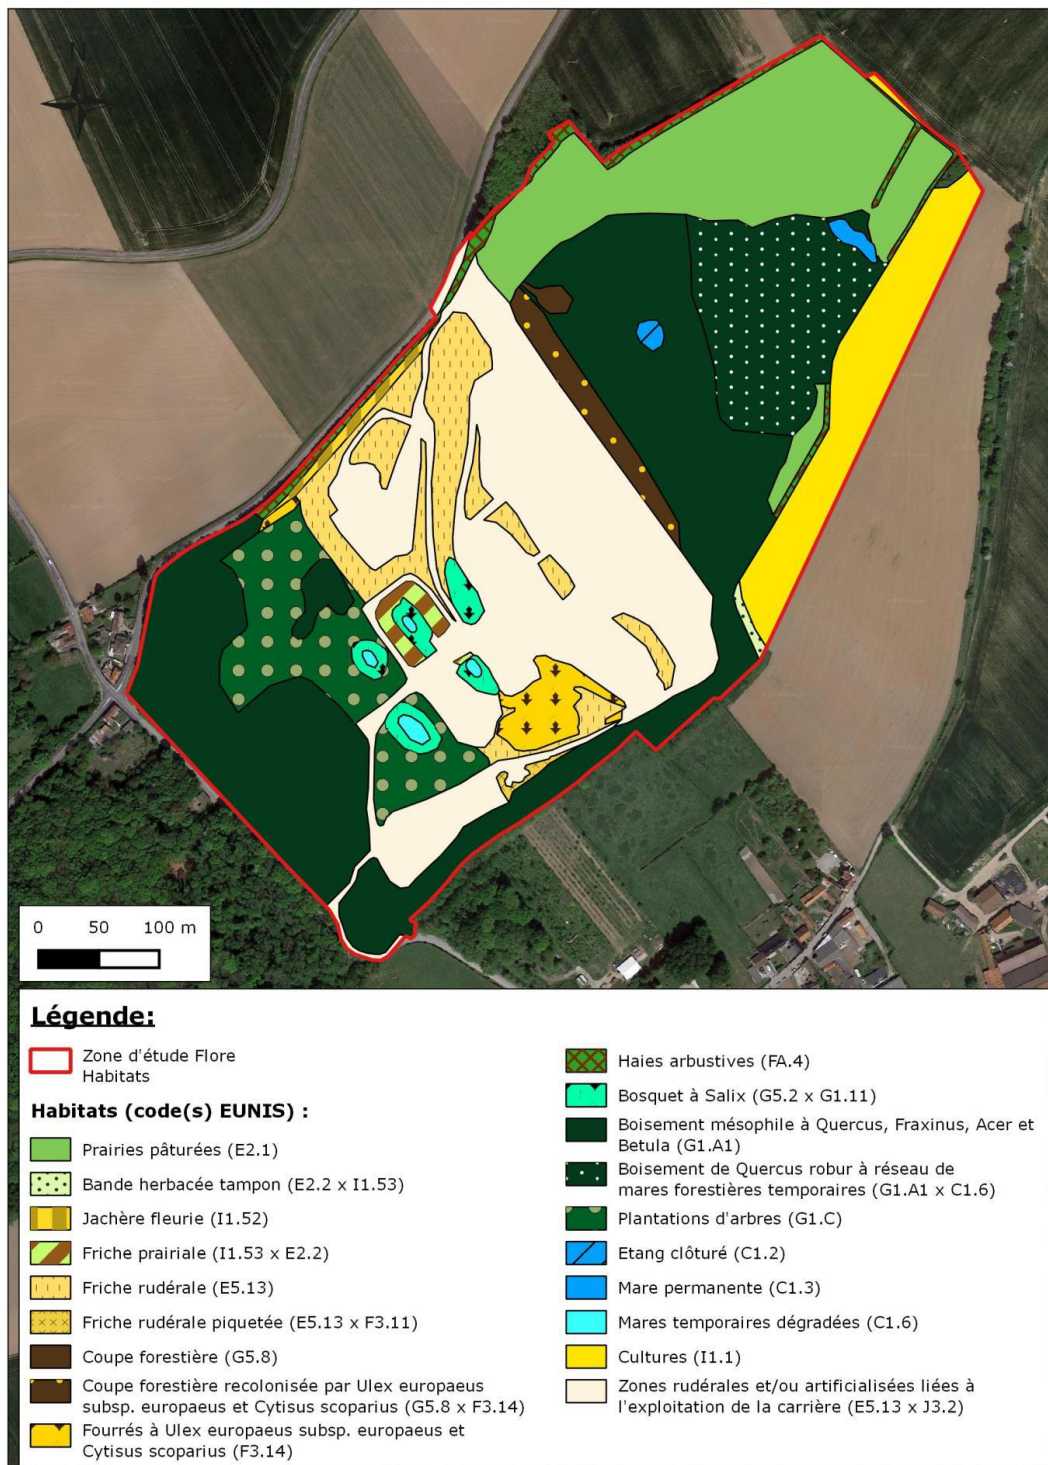 0 50 100 m
Légende:
Zone d'étude Flore
Habitats
Habitats (code(s) EUNIS) :
Prairies pâturées (E2.1)
Bande herbacée tampon (E2.2 x I1.53)
Jachère fleurie (I1.52)
Friche prairiale (I1.53 x E2.2)
Friche rudérale (E5.13)
Friche rudérale piquetée (E5.13 x F3.11)
Coupe forestière (G5.8)
Coupe forestière recolonisée par Ulex europaeus
subsp. europaeus et Cytisus scoparius (G5.8 x F3.14)
Fourrés à Ulex europaeus subsp. europaeus et
Cytisus scoparius (F3.14)
Haies arbustives (FA.4)
Bosquet à Salix (G5.2 x G1.11)
Boisement mésophile à Quercus, Fraxinus, Acer et
Betula (G1.A1)
Boisement de Quercus robur à réseau de
mares forestières temporaires (G1.A1 x C1.6)
Plantations d'arbres (G1.C)
Etang clôturé (C1.2)
Mare permanente (C1.3)
Mares temporaires dégradées (C1.6)
Cultures (I1.1)
Zones rudérales et/ou artificialisées liées à
l'exploitation de la carrière (E5.13 x J3.2)